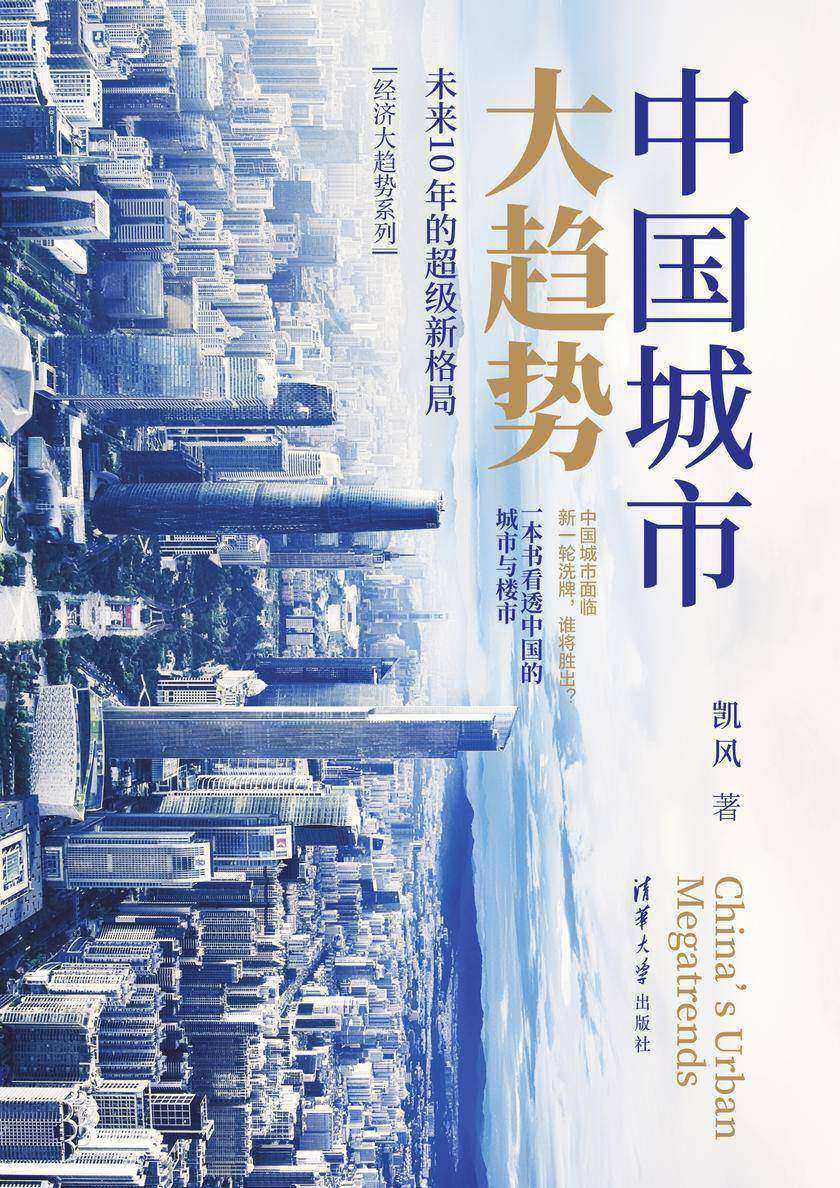 中国城市
大趋势
未来10年的超级新格局
经济大趋势系列
中国城市面临
新一轮洗牌，谁将胜出？
一本书看透中国的
城市与楼市
凯风 著
China's Urban
Megatrends
清华大学出版社